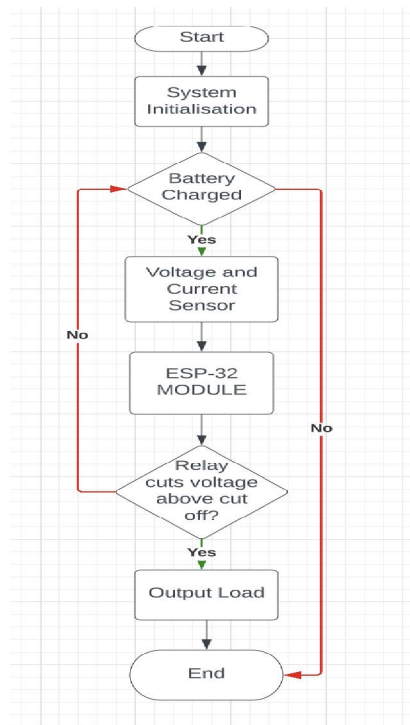 Start
System
Initialisation
Battery
Charged
Yes
Voltage and
Current
Sensor
No
ESP-32
MODULE
No
Relay
cuts voltage
above cut
off?
Yes
Output Load
End